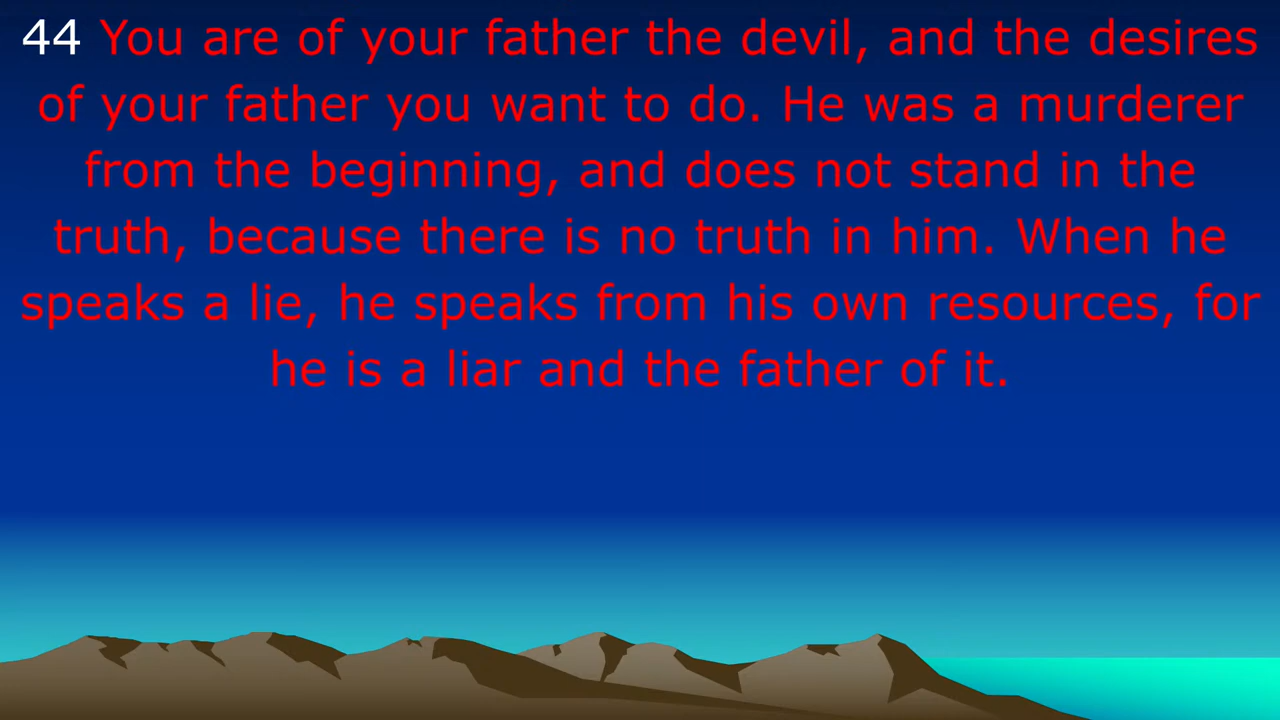 44 You are of your father the devil, and the desires
of your father you want to do. He was a murderer
from the beginning, and does not stand in the
truth, because there is no truth in him. When he
speaks a lie, he speaks from his own resources, for
he is a liar and the father of it.